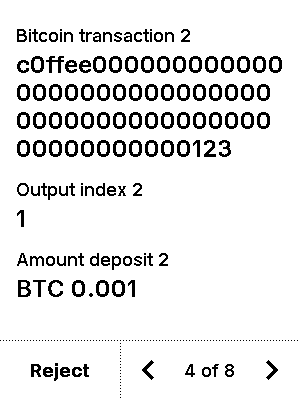 Bitcoin transaction 2
c0ffee000000000000
0000000000000000
0000000000000000
00000000000123
Output index 2
1
Amount deposit 2
BTC 0.001
Reject
4 of 8